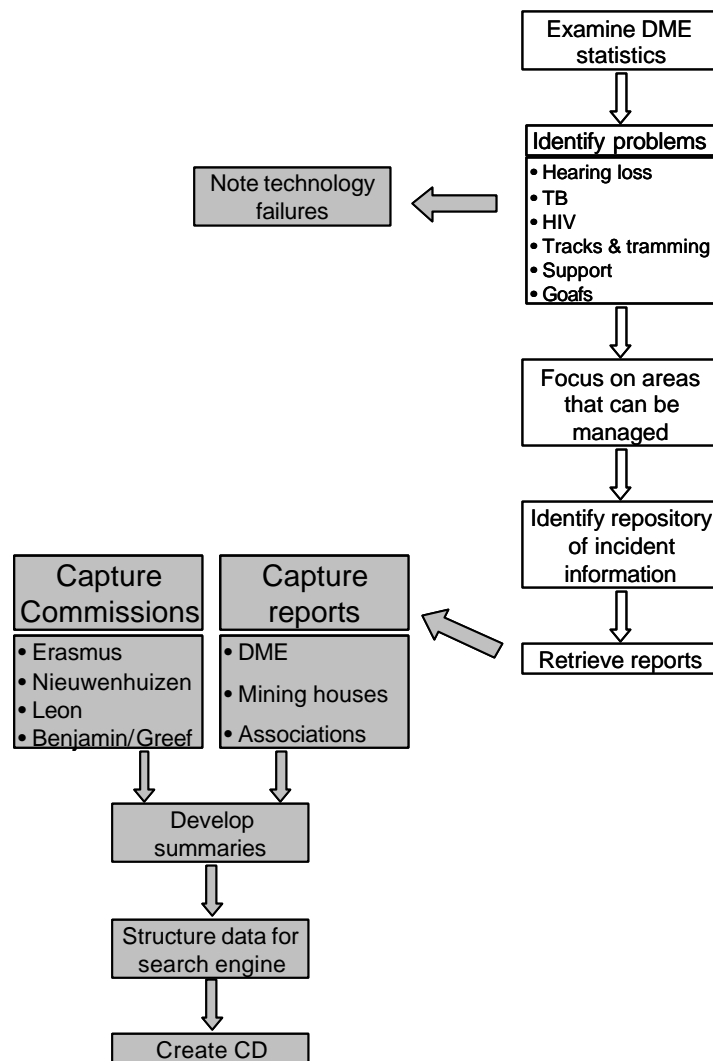 Examine DME
statistics
Identify problems
• Hearing loss
• TB
• HIV
• Tracks & tramming
• Support
• Goafs
Note technology
failures
Focus on areas
that can be
managed
Identify repository
of incident
information
Retrieve reports
Capture
Commissions
• Erasmus
• Nieuwenhuizen
• Leon
• Benjamin/Greef
Capture
reports
• DME
• Mining houses
• Associations
Develop
summaries
Structure data for
search engine
Create CD